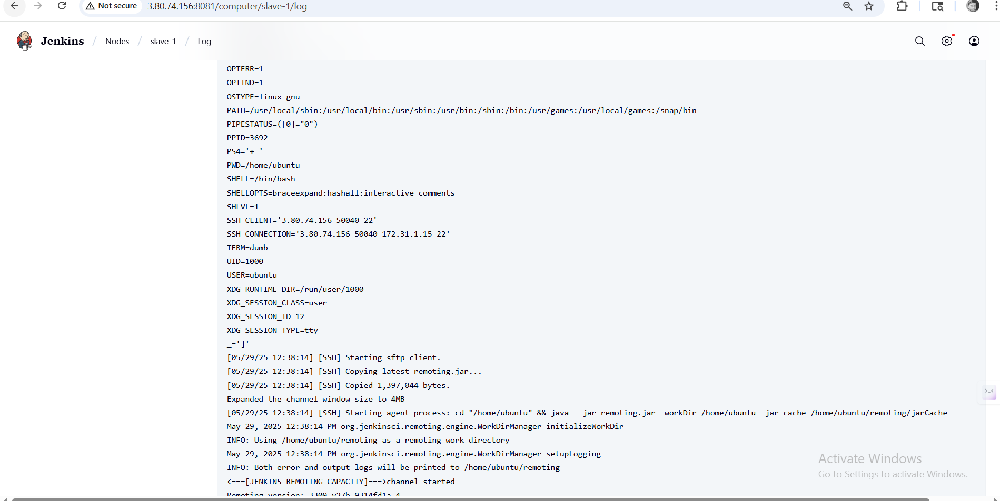 Not secure 3.80.74.156:8081/computer/slave-1/log
Jenkins / Nodes / slave-1 / Log
OPTERR=1
OPTIND=1
OSTYPE=linux-gnu
PATH=/usr/local/sbin:/usr/local/bin:/usr/sbin:/usr/bin:/sbin:/bin:/usr/games:/usr/local/games:/snap/bin
PIPESTATUS=([0]="0")
PPID=3692
PS4='+ '
PWD=/home/ubuntu
SHELL=/bin/bash
SHELLOPTS=braceexpand:hashall:interactive-comments
SHLVL=1
SSH_CLIENT='3.80.74.156 50040 22'
SSH_CONNECTION='3.80.74.156 50040 172.31.1.15 22'
TERM=dumb
UID=1000
USER=ubuntu
XDG_RUNTIME_DIR=/run/user/1000
XDG_SESSION_CLASS=user
XDG_SESSION_ID=12
XDG_SESSION_TYPE=tty
_=']'
[05/29/25 12:38:14] [SSH] Starting sftp client.
[05/29/25 12:38:14] [SSH] Copying latest remoting.jar...
[05/29/25 12:38:14] [SSH] Copied 1,397,044 bytes.
Expanded the channel window size to 4MB
[05/29/25 12:38:14] [SSH] Starting agent process: cd "/home/ubuntu" && java  -jar remoting.jar -workDir /home/ubuntu -jar-cache /home/ubuntu/remoting/jarCache
May 29, 2025 12:38:14 PM org.jenkinsci.remoting.engine.WorkDirManager initializeWorkDir
INFO: Using /home/ubuntu/remoting as a remoting work directory
May 29, 2025 12:38:14 PM org.jenkinsci.remoting.engine.WorkDirManager setupLogging
INFO: Both error and output logs will be printed to /home/ubuntu/remoting
<===[JENKINS REMOTING CAPACITY]===>channel started
Remoting version: 3309.v27b_9314fd1a_4
Activate Windows
Go to Settings to activate Windows.